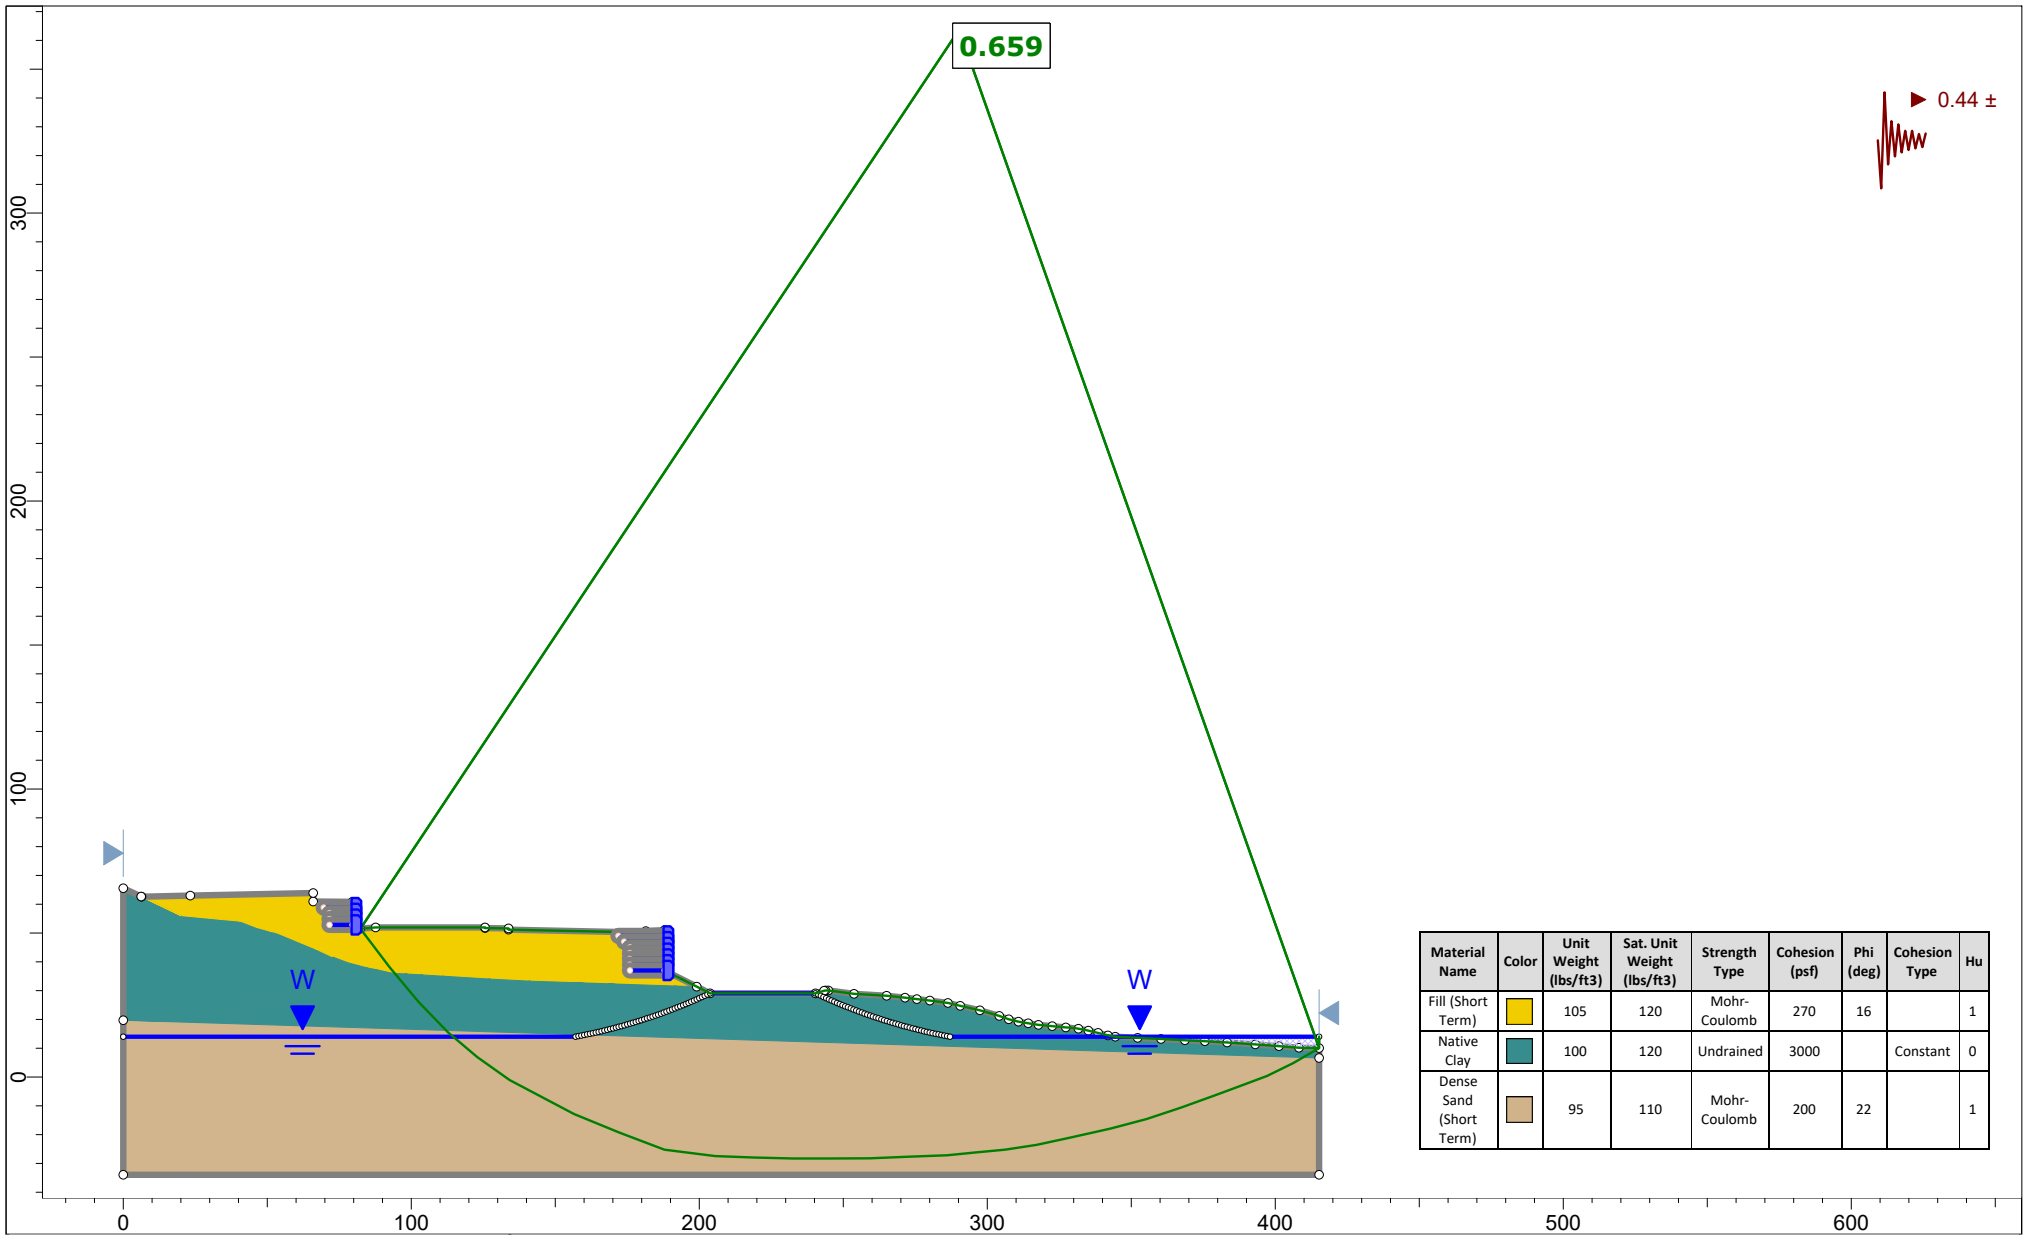 0.659
0.44 ±
300
200
100
0
W
W
Material Name Color Unit Weight (lbs/ft3) Sat. Unit Weight (lbs/ft3) Strength Type Cohesion (psf) Phi (deg) Cohesion Type Hu
Fill (Short Term) 105 120 Mohr-Coulomb 270 16 1
Native Clay 100 120 Undrained 3000 Constant 0
Dense Sand (Short Term) 95 110 Mohr-Coulomb 200 22 1
0 100 200 300 400 500 600